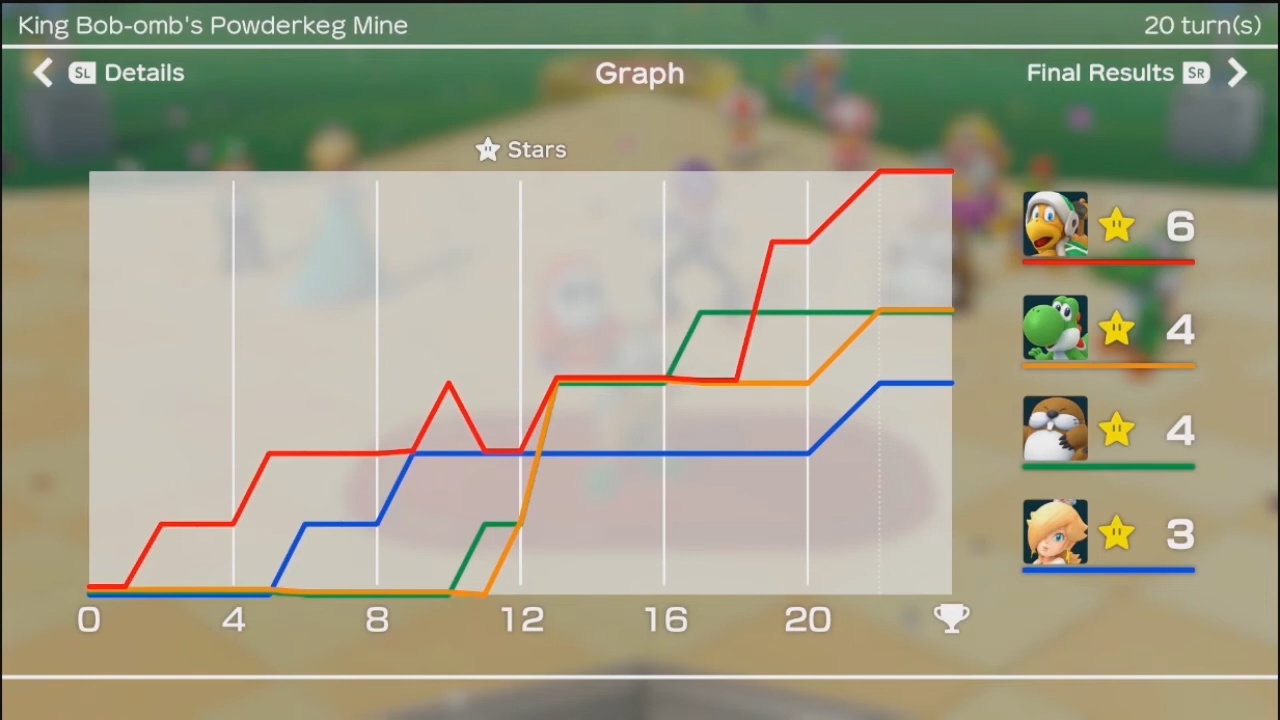 King Bob-omb's Powderkeg Mine
20 turn(s)
SL Details
Graph
Final Results SR
Stars
6
4
4
3
0 4 8 12 16 20